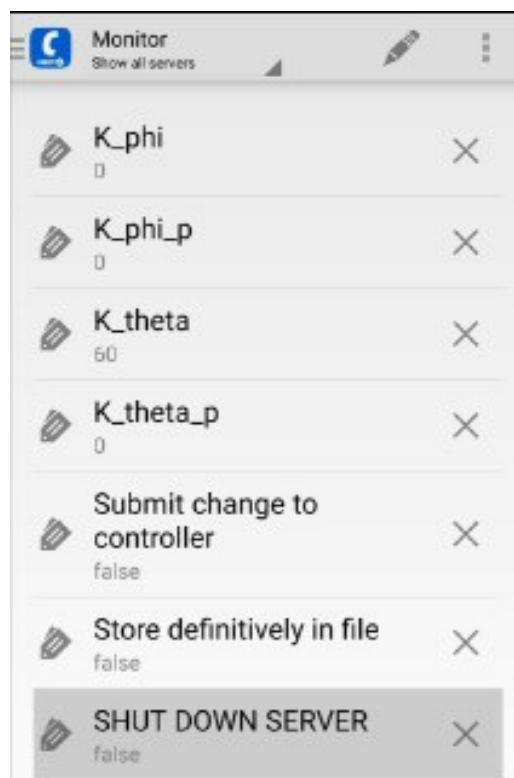 Monitor
Show all servers
K_phi
0
K_phi_p
0
K_theta
60
K_theta_p
0
Submit change to
controller
false
Store definitively in file
false
SHUT DOWN SERVER
false